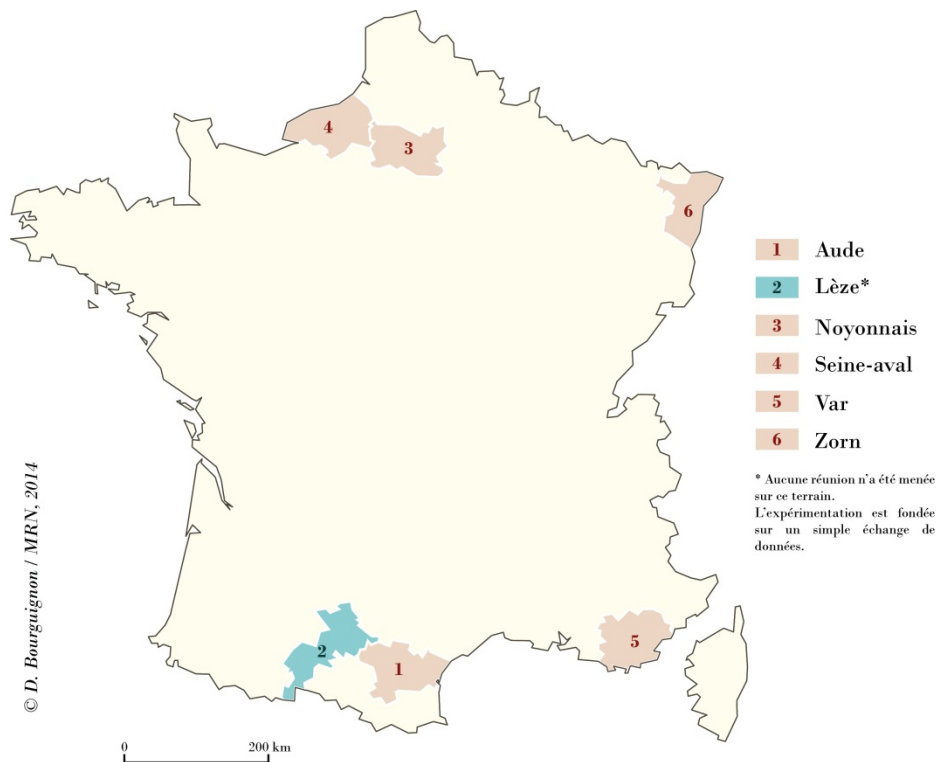 4
3
6
1 Aude
2 Lèze*
3 Noyonnais
4 Seine-aval
5 Var
6 Zorn
* Aucune réunion n'a été menée
sur ce terrain.
L'expérimentation est fondée
sur un simple échange de
données.
© D. Bourguignon / MRN, 2014
2
1
5
0 200 km